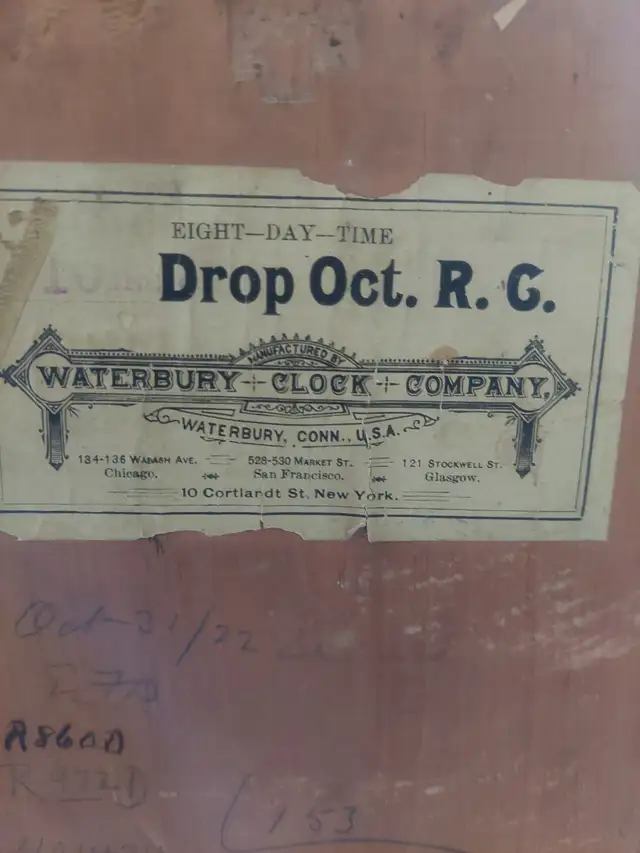 EIGHT—DAY—TIME
Drop Oct. R. G.
MANUFACTURED BY
WATERBURY CLOCK COMPANY,
WATERBURY, CONN., U.S.A.
134-136 WABASH AVE. 528-530 MARKET ST. 121 STOCKWELL ST.
Chicago. San Francisco. Glasgow.
10 Cortlandt St. New York.
Oct-31/22
R860D
R 972D
153